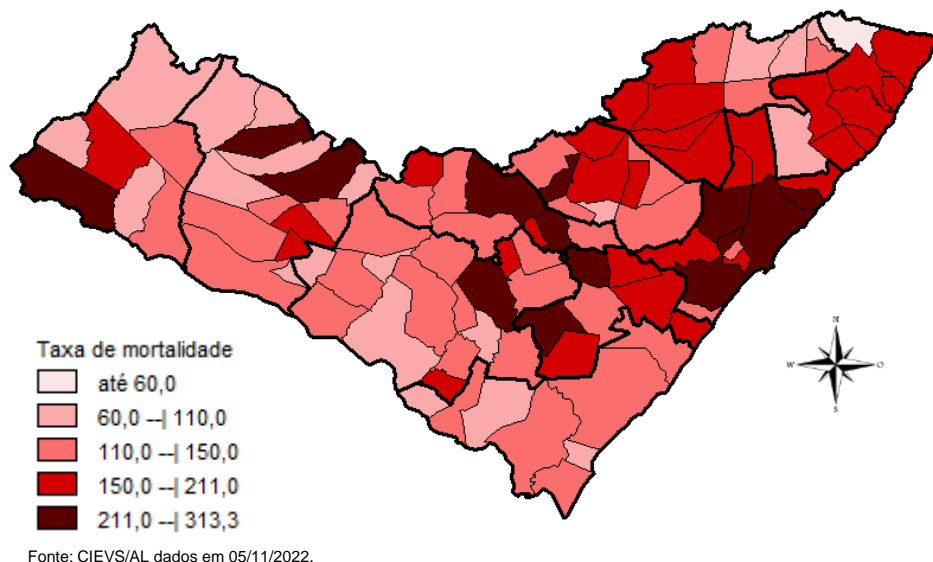 N
W
O
S
Taxa de mortalidade
até 60,0
60,0 --| 110,0
110,0 --| 150,0
150,0 --| 211,0
211,0 --| 313,3
Fonte: CIEVS/AL dados em 05/11/2022.